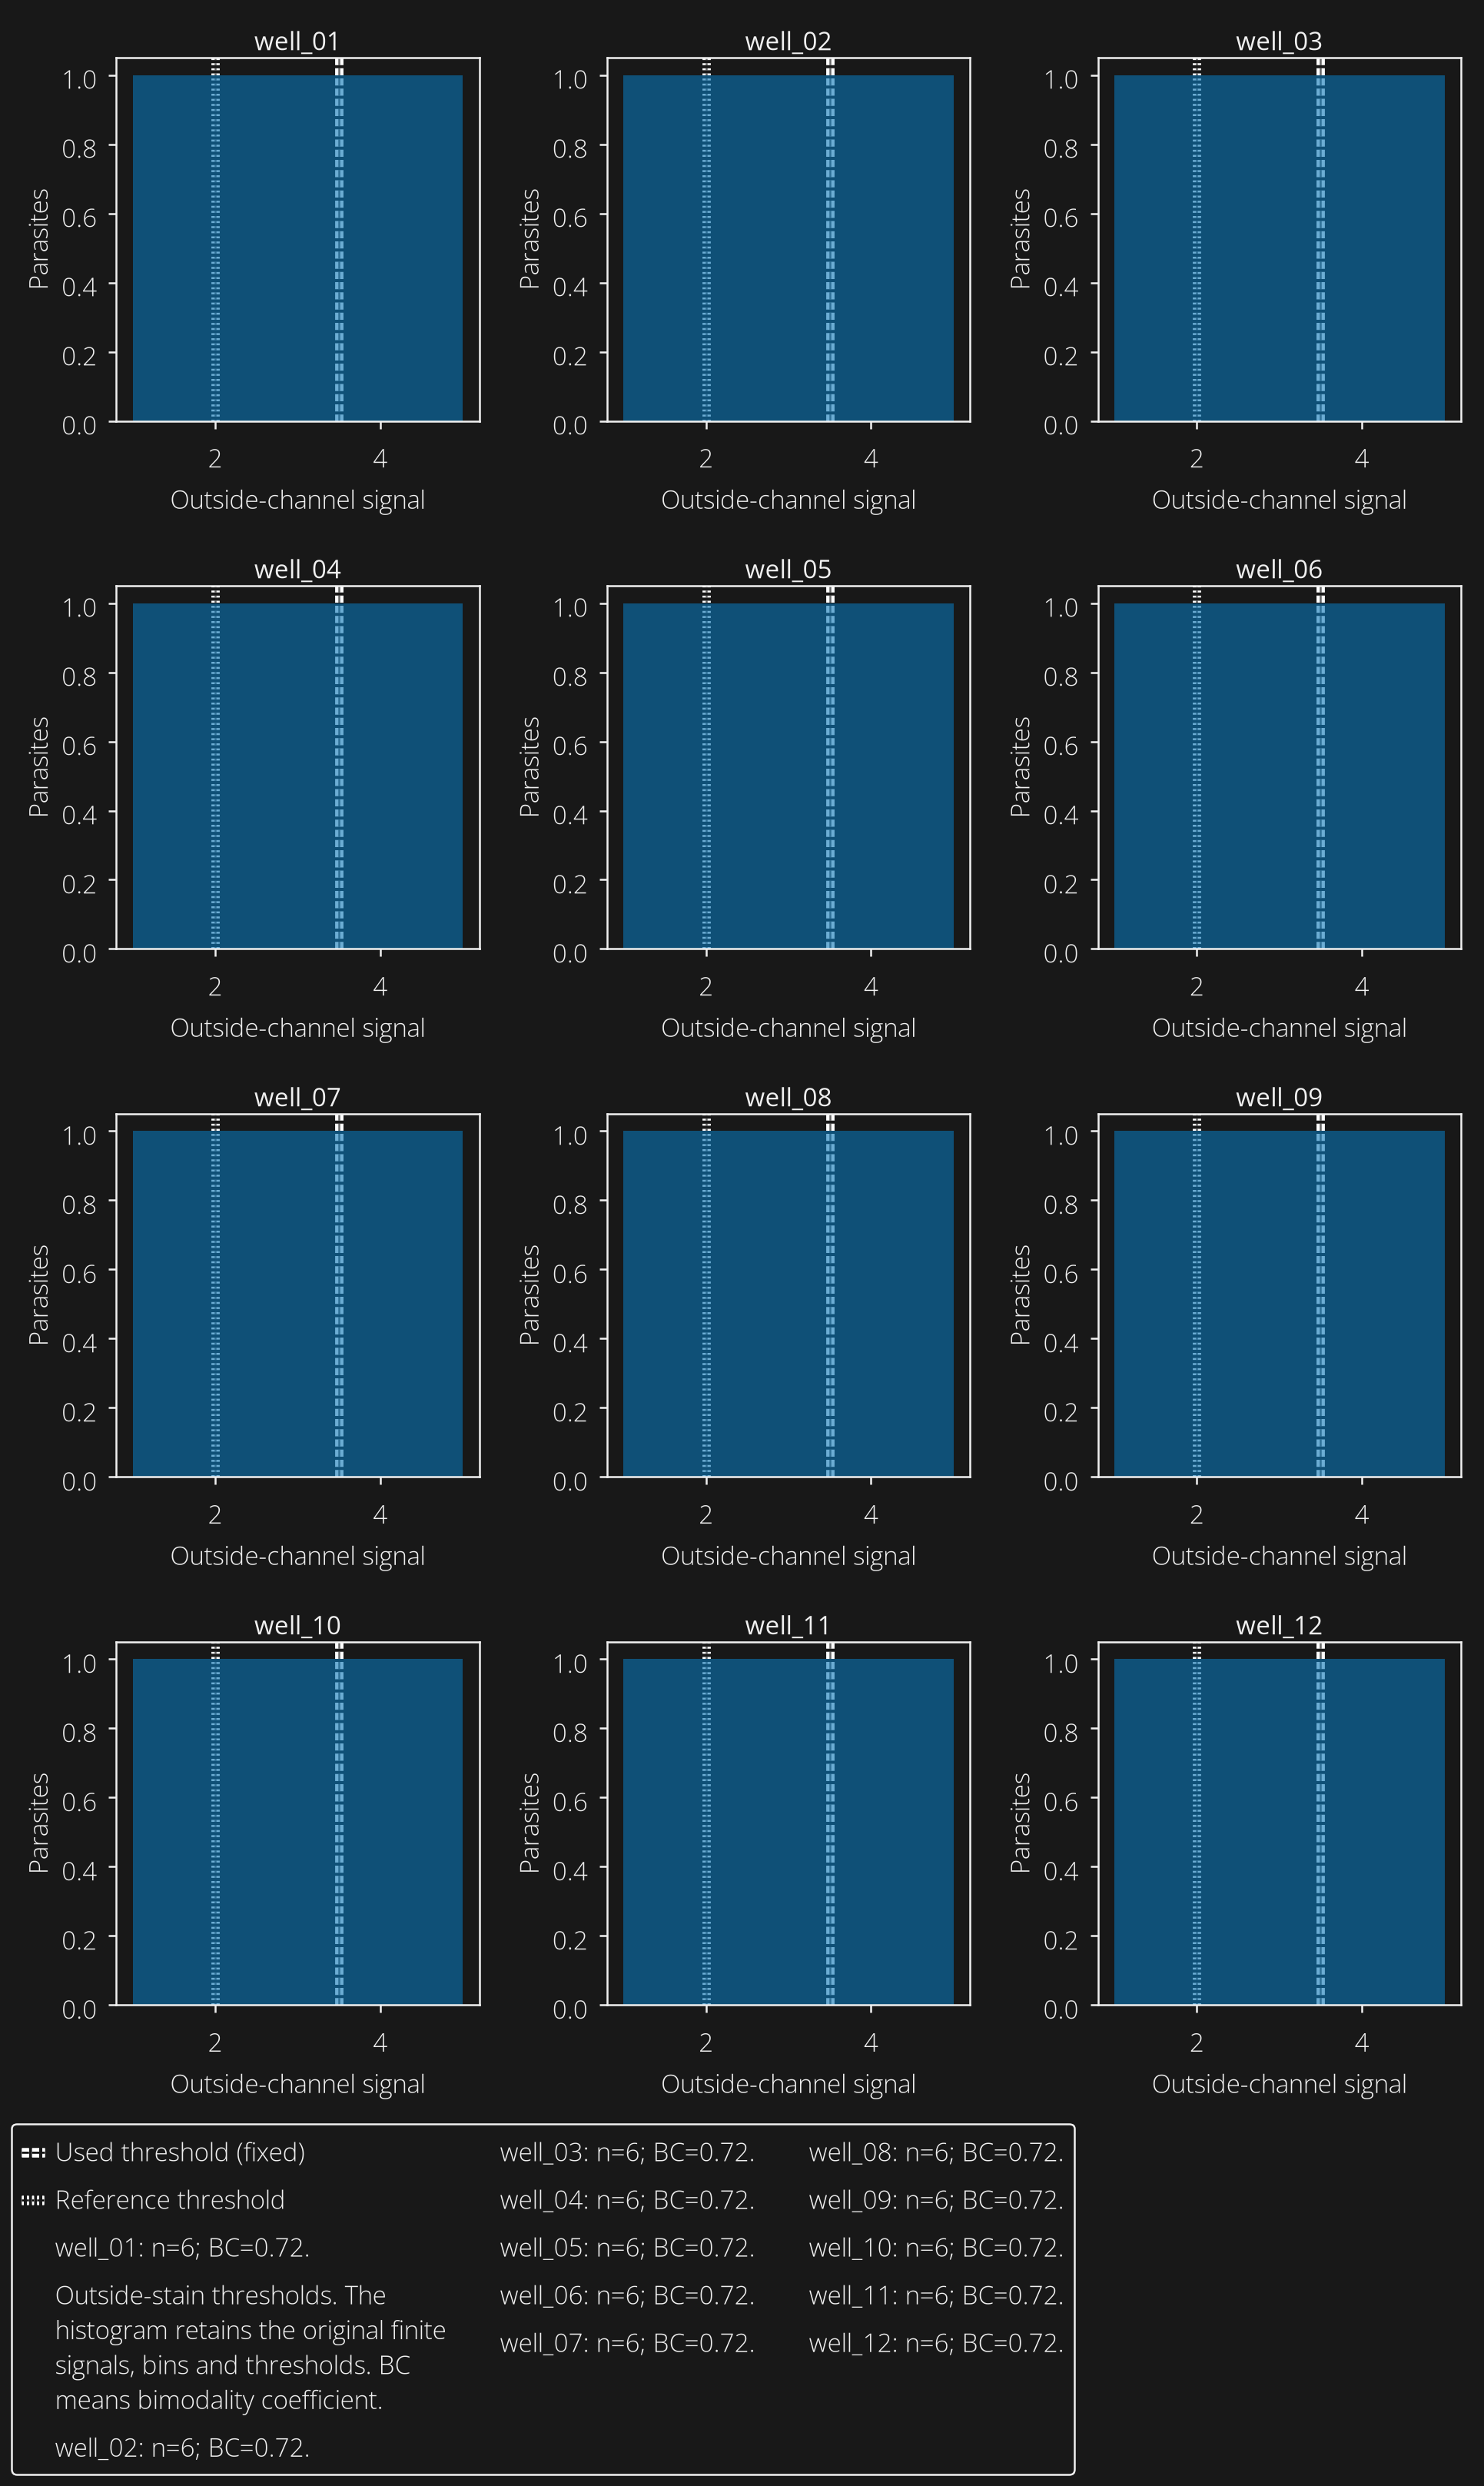 well_01
well_02
well_03
1.0
0.8
0.6
0.4
0.2
0.0
Parasites
2
4
Outside-channel signal
1.0
0.8
0.6
0.4
0.2
0.0
Parasites
2
4
Outside-channel signal
1.0
0.8
0.6
0.4
0.2
0.0
Parasites
2
4
Outside-channel signal
well_04
well_05
well_06
1.0
0.8
0.6
0.4
0.2
0.0
Parasites
2
4
Outside-channel signal
1.0
0.8
0.6
0.4
0.2
0.0
Parasites
2
4
Outside-channel signal
1.0
0.8
0.6
0.4
0.2
0.0
Parasites
2
4
Outside-channel signal
well_07
well_08
well_09
1.0
0.8
0.6
0.4
0.2
0.0
Parasites
2
4
Outside-channel signal
1.0
0.8
0.6
0.4
0.2
0.0
Parasites
2
4
Outside-channel signal
1.0
0.8
0.6
0.4
0.2
0.0
Parasites
2
4
Outside-channel signal
well_10
well_11
well_12
1.0
0.8
0.6
0.4
0.2
0.0
Parasites
2
4
Outside-channel signal
1.0
0.8
0.6
0.4
0.2
0.0
Parasites
2
4
Outside-channel signal
1.0
0.8
0.6
0.4
0.2
0.0
Parasites
2
4
Outside-channel signal
Used threshold (fixed)
Reference threshold
well_01: n=6; BC=0.72.
Outside-stain thresholds. The
histogram retains the original finite
signals, bins and thresholds. BC
means bimodality coefficient.
well_02: n=6; BC=0.72.
well_03: n=6; BC=0.72.
well_04: n=6; BC=0.72.
well_05: n=6; BC=0.72.
well_06: n=6; BC=0.72.
well_07: n=6; BC=0.72.
well_08: n=6; BC=0.72.
well_09: n=6; BC=0.72.
well_10: n=6; BC=0.72.
well_11: n=6; BC=0.72.
well_12: n=6; BC=0.72.